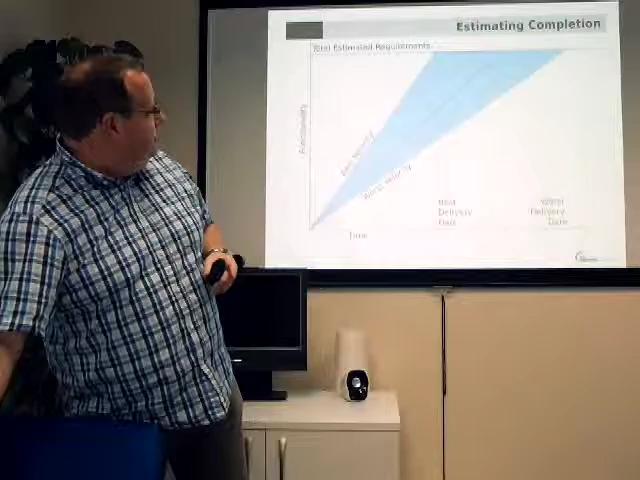 Estimating Completion
Total Estimated Requirements
Functionality
Best Velocity
Worst Velocity
Best
Delivery
Date
Worst
Delivery
Date
Time